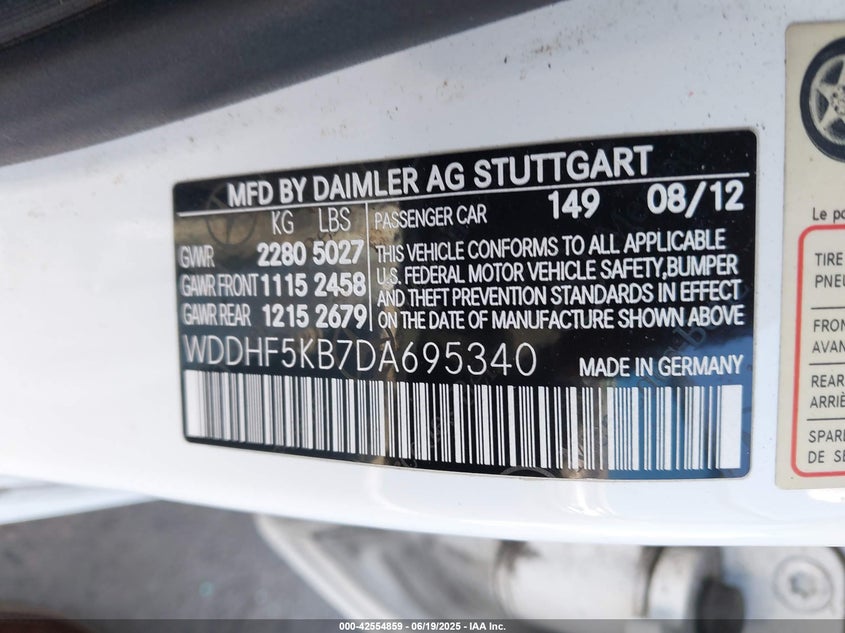 MFD BY DAIMLER AG STUTTGART
KG LBS
PASSENGER CAR 149 08/12
GVWR 2280 5027
GAWR FRONT 1115 2458
GAWR REAR 1215 2679
THIS VEHICLE CONFORMS TO ALL APPLICABLE
U.S. FEDERAL MOTOR VEHICLE SAFETY, BUMPER
AND THEFT PREVENTION STANDARDS IN EFFECT
ON THE DATE OF MANUFACTURE SHOWN ABOVE
WDDHF5KB7DA695340 MADE IN GERMANY
Le
TIRE
FRON
AVAN
REAR
ARRIÈ
SPARE
DE
000-42554859 | 06/19/2025 - IAA Inc.